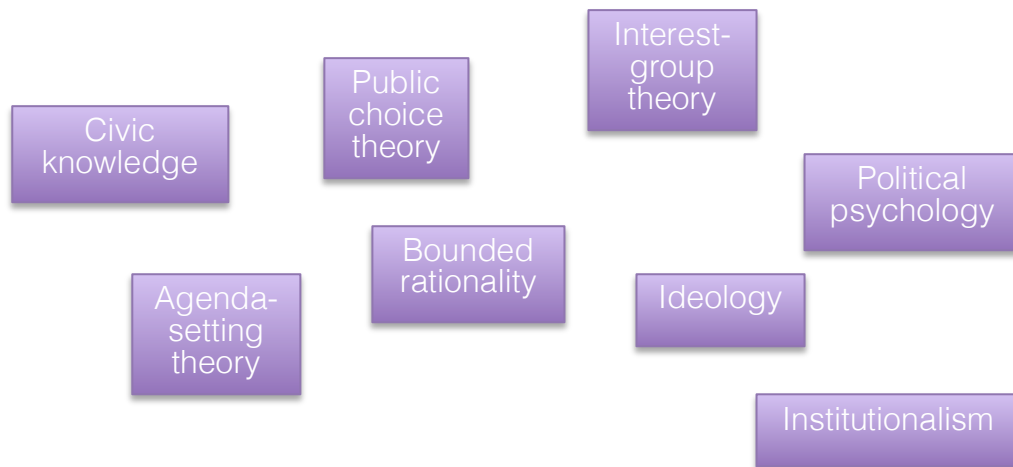 Interest-
group
theory
Public
choice
theory
Civic
knowledge
Political
psychology
Bounded
rationality
Agenda-
setting
theory
Ideology
Institutionalism